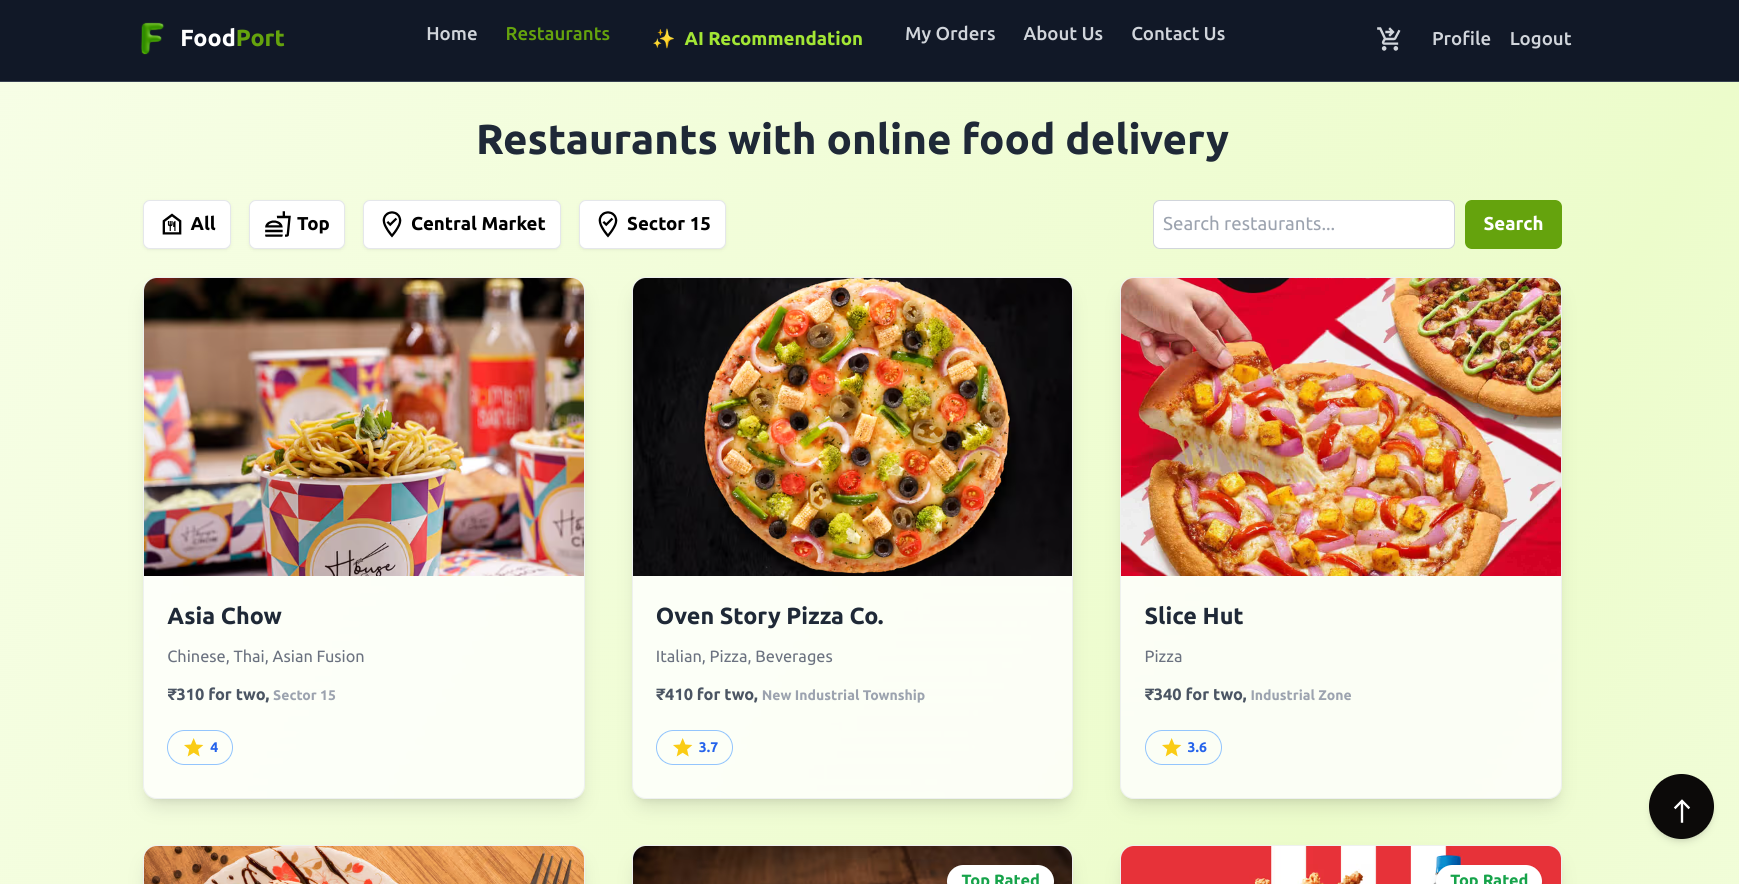 FoodPort
Home
Restaurants
✨ AI Recommendation
My Orders
About Us
Contact Us
Profile
Logout
Restaurants with online food delivery
All
Top
Central Market
Sector 15
Search restaurants...
Search
House
Asia Chow
Chinese, Thai, Asian Fusion
₹310 for two, Sector 15
4
Oven Story Pizza Co.
Italian, Pizza, Beverages
₹410 for two, New Industrial Township
3.7
Slice Hut
Pizza
₹340 for two, Industrial Zone
3.6
Top Rated
Top Rated